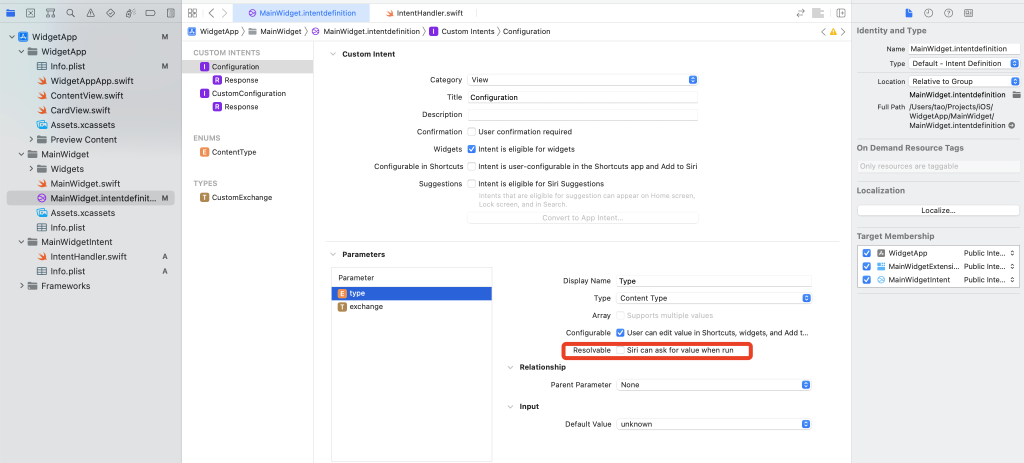 WidgetApp M
WidgetApp
Info.plist M
WidgetAppApp.swift
ContentView.swift
CardView.swift
Assets.xcassets
Preview Content
MainWidget
Widgets
MainWidget.swift
MainWidget.intentdefinit... M
Assets.xcassets
Info.plist
MainWidgetIntent
IntentHandler.swift A
Info.plist A
Frameworks
MainWidget.intentdefinition IntentHandler.swift
WidgetApp MainWidget MainWidget.intentdefinition Custom Intents Configuration
CUSTOM INTENTS
I Configuration
R Response
I CustomConfiguration
R Response
ENUMS
E ContentType
TYPES
T CustomExchange
Custom Intent
Category View
Title Configuration
Description
Confirmation User confirmation required
Widgets Intent is eligible for widgets
Configurable in Shortcuts Intent is user-configurable in the Shortcuts app and Add to Siri
Suggestions Intent is eligible for Siri Suggestions
Intents that are eligible for suggestion can appear on Home screen,
Lock screen, and in Search.
Convert to App Intent...
Parameters
Parameter
E type
T exchange
Display Name Type
Type Content Type
Array Supports multiple values
Configurable User can edit value in Shortcuts, widgets, and Add t...
Resolvable Siri can ask for value when run
Relationship
Parent Parameter None
Input
Default Value unknown
Identity and Type
Name MainWidget.intentdefinition
Type Default - Intent Definition
Location Relative to Group
MainWidget.intentdefinition
Full Path /Users/tao/Projects/iOS/
WidgetApp/MainWidget/
MainWidget.intentdefinition
On Demand Resource Tags
Only resources are taggable
Localization
Localize...
Target Membership
WidgetApp Public Inte...
MainWidgetExtensi... Public Inte...
MainWidgetIntent Public Inte...